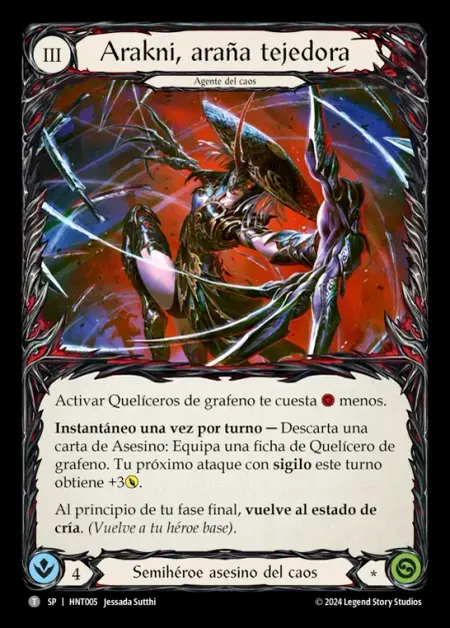 III
Arakni, araña tejedora
Agente del caos
Activar Quelíceros de grafeno te cuesta menos.
Instantáneo una vez por turno — Descarta una
carta de Asesino: Equipa una ficha de Quelícero de
grafeno. Tu próximo ataque con sigilo este turno
obtiene +3.
Al principio de tu fase final, vuelve al estado de
cría. (Vuelve a tu héroe base).
4
Semihéroe asesino del caos
*
T SP | HNT005 Jessada Sutthi
© 2024 Legend Story Studios